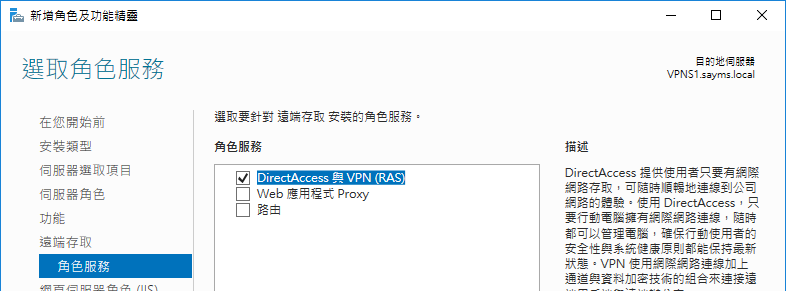 新增角色及功能精靈
選取角色服務
目的地伺服器
VPNS1.sayms.local
在您開始前
安裝類型
伺服器選取項目
伺服器角色
功能
遠端存取
角色服務
網頁伺服器角色 (IIS)
選取要針對 遠端存取 安裝的角色服務。
角色服務
DirectAccess 與 VPN (RAS)
Web 應用程式 Proxy
路由
描述
DirectAccess 提供使用者只要有網際
網路存取，可隨時順暢地連線到公司
網路的體驗。使用 DirectAccess，只
要行動電腦擁有網際網路連線，隨時
都可以管理電腦，確保行動使用者的
安全性與系統健康原則都能保持最新
狀態。VPN 使用網際網路連線加上
通道與資料加密技術的組合來連接遠